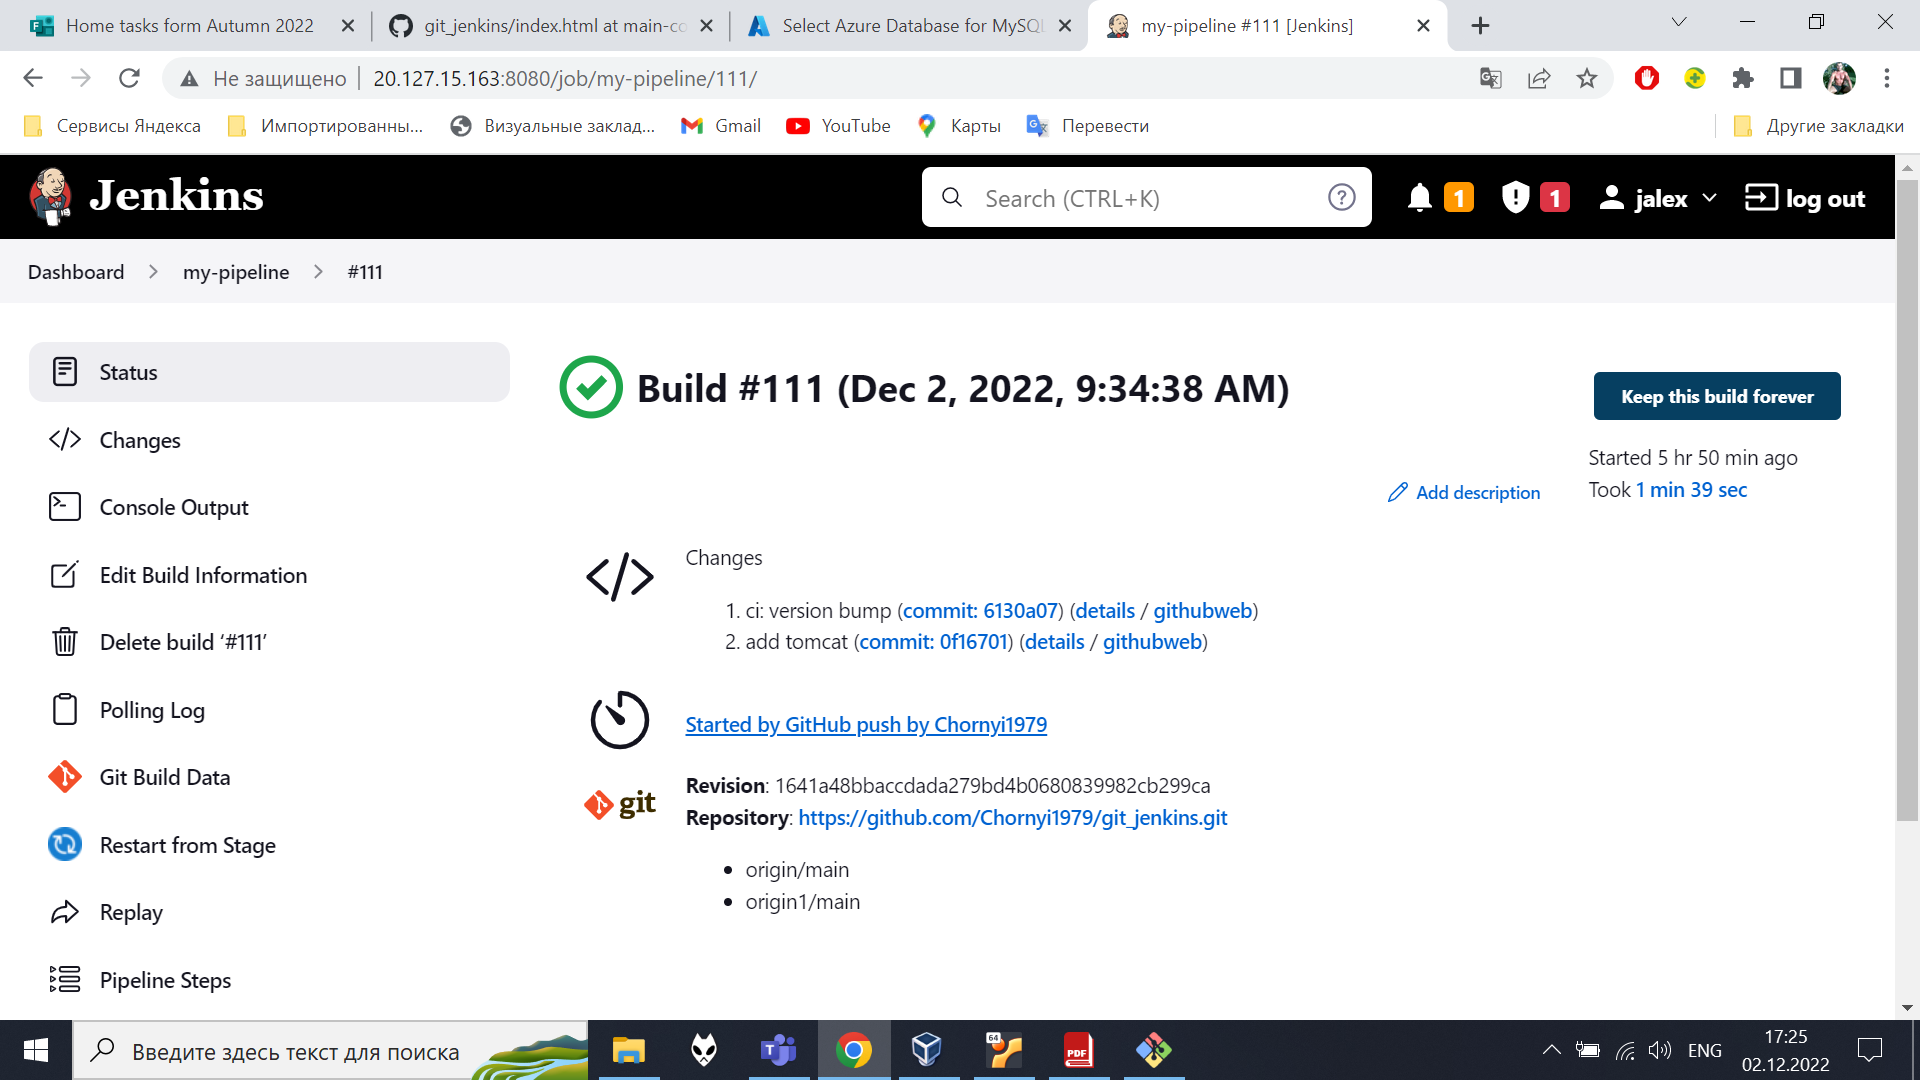 Home tasks form Autumn 2022
git_jenkins/index.html at main-co
Select Azure Database for MySQL
my-pipeline #111 [Jenkins]
Не защищено
20.127.15.163:8080/job/my-pipeline/111/
Сервисы Яндекса
Импортированны...
Визуальные заклад...
Gmail
YouTube
Карты
Перевести
Другие закладки
Jenkins
Search (CTRL+K)
1
1
jalex
log out
Dashboard
my-pipeline
#111
Status
Changes
Console Output
Edit Build Information
Delete build ‘#111’
Polling Log
Git Build Data
Restart from Stage
Replay
Pipeline Steps
Build #111 (Dec 2, 2022, 9:34:38 AM)
Keep this build forever
Started 5 hr 50 min ago
Took 1 min 39 sec
Add description
Changes
1. ci: version bump (commit: 6130a07) (details / githubweb)
2. add tomcat (commit: 0f16701) (details / githubweb)
Started by GitHub push by Chornyi1979
git
Revision: 1641a48bbaccdada279bd4b0680839982cb299ca
Repository: https://github.com/Chornyi1979/git_jenkins.git
origin/main
origin1/main
Введите здесь текст для поиска
64
PDF
ENG
17:25
02.12.2022